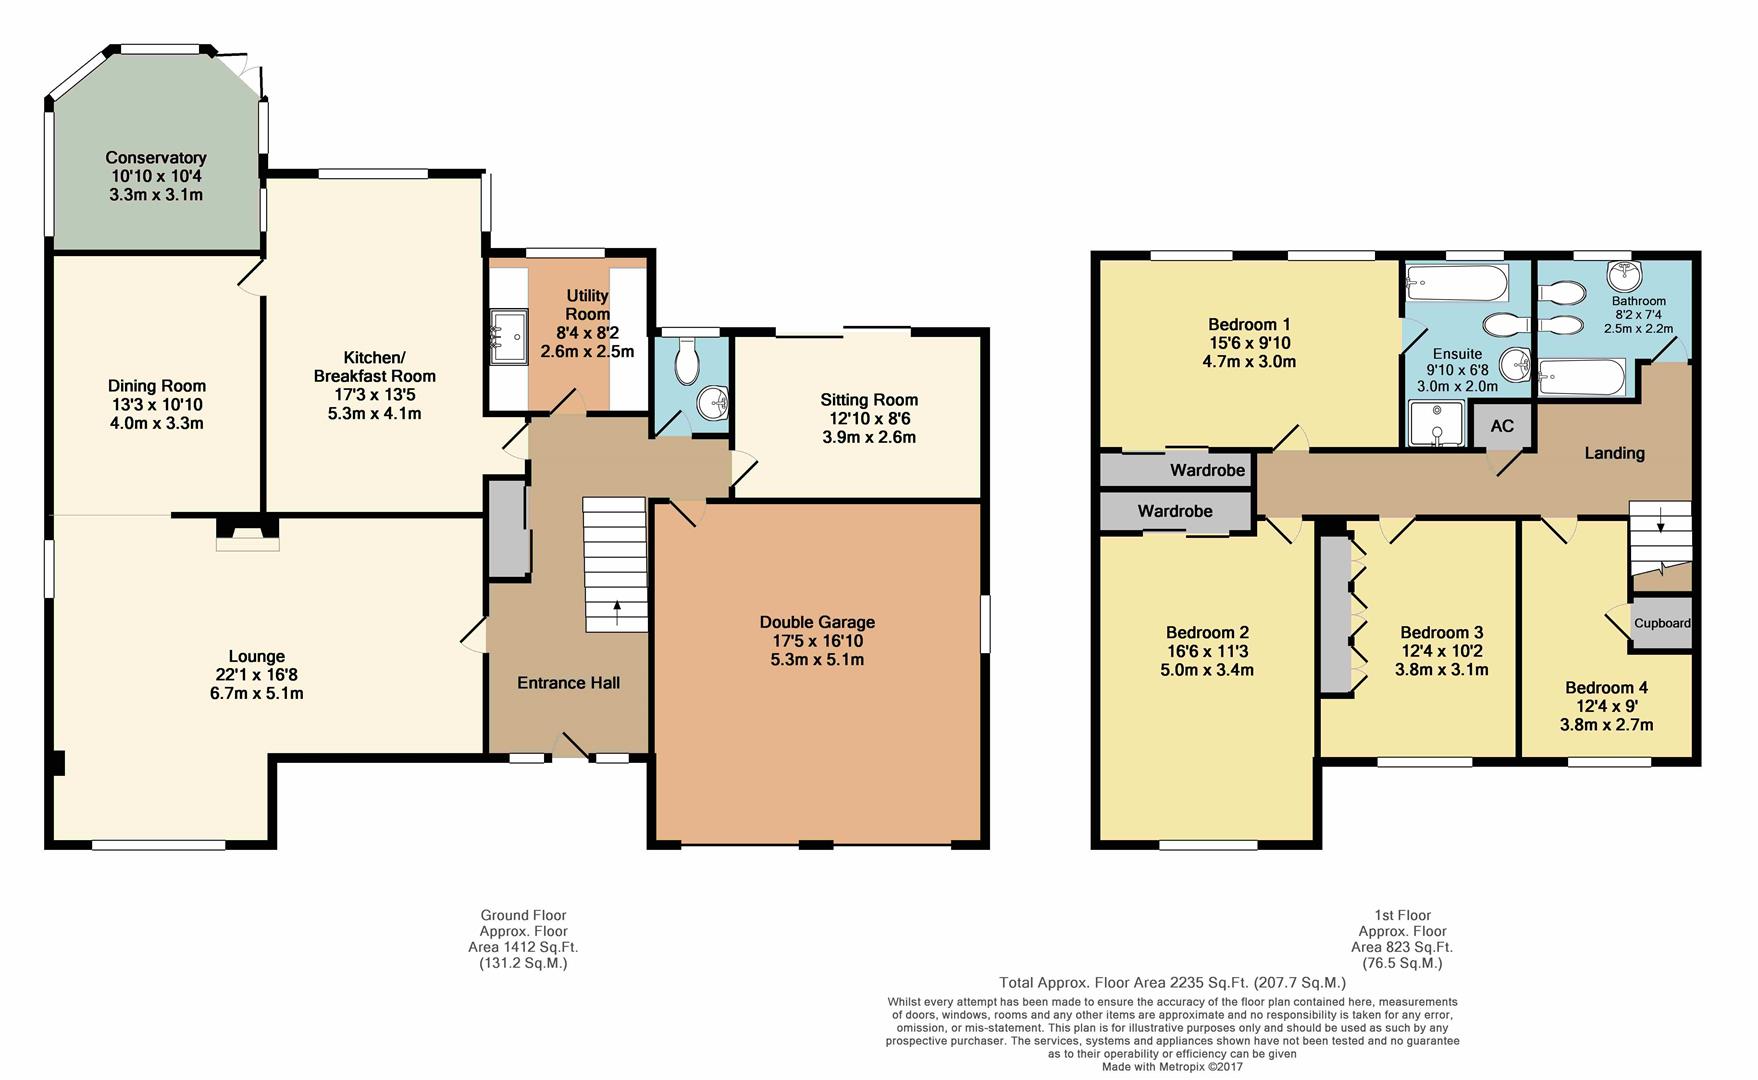 Conservatory
10'10 x 10'4
3.3m x 3.1m
Dining Room
13'3 x 10'10
4.0m x 3.3m
Kitchen/
Breakfast Room
17'3 x 13'5
5.3m x 4.1m
Utility
Room
8'4 x 8'2
2.6m x 2.5m
Sitting Room
12'10 x 8'6
3.9m x 2.6m
Lounge
22'1 x 16'8
6.7m x 5.1m
Entrance Hall
Double Garage
17'5 x 16'10
5.3m x 5.1m
Bedroom 1
15'6 x 9'10
4.7m x 3.0m
Ensuite
9'10 x 6'8
3.0m x 2.0m
Bathroom
8'2 x 7'4
2.5m x 2.2m
AC
Landing
Wardrobe
Wardrobe
Bedroom 2
16'6 x 11'3
5.0m x 3.4m
Bedroom 3
12'4 x 10'2
3.8m x 3.1m
Cupboard
Bedroom 4
12'4 x 9'
3.8m x 2.7m
Ground Floor
Approx. Floor
Area 1412 Sq.Ft.
(131.2 Sq.M.)
1st Floor
Approx. Floor
Area 823 Sq.Ft.
(76.5 Sq.M.)
Total Approx. Floor Area 2235 Sq.Ft. (207.7 Sq.M.)
Whilst every attempt has been made to ensure the accuracy of the floor plan contained here, measurements
of doors, windows, rooms and any other items are approximate and no responsibility is taken for any error,
omission, or mis-statement. This plan is for illustrative purposes only and should be used as such by any
prospective purchaser. The services, systems and appliances shown have not been tested and no guarantee
as to their operability or efficiency can be given
Made with Metropix ©2017